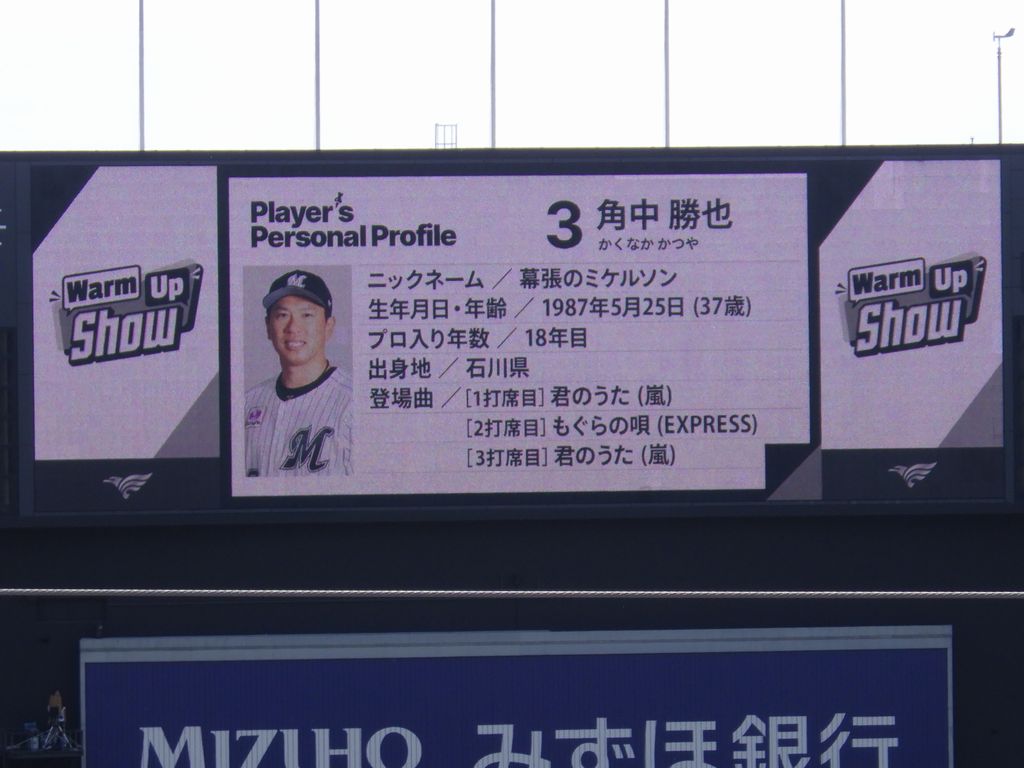 Player's
Personal Profile
3 角中 勝也
かくなか かつや
Warm Up
Show
ニックネーム ／ 幕張のミケルソン
生年月日・年齢 ／ 1987年5月25日 (37歳)
プロ入り年数 ／ 18年目
出身地 ／ 石川県
登場曲 ／ [1打席目] 君のうた (嵐)
[2打席目] もぐらの唄 (EXPRESS)
[3打席目] 君のうた (嵐)
M
M
Warm Up
Show
MIZUHO みずほ銀行